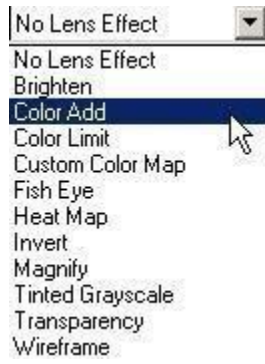 No Lens Effect
No Lens Effect
Brighten
Color Add
Color Limit
Custom Color Map
Fish Eye
Heat Map
Invert
Magnify
Tinted Grayscale
Transparency
Wireframe